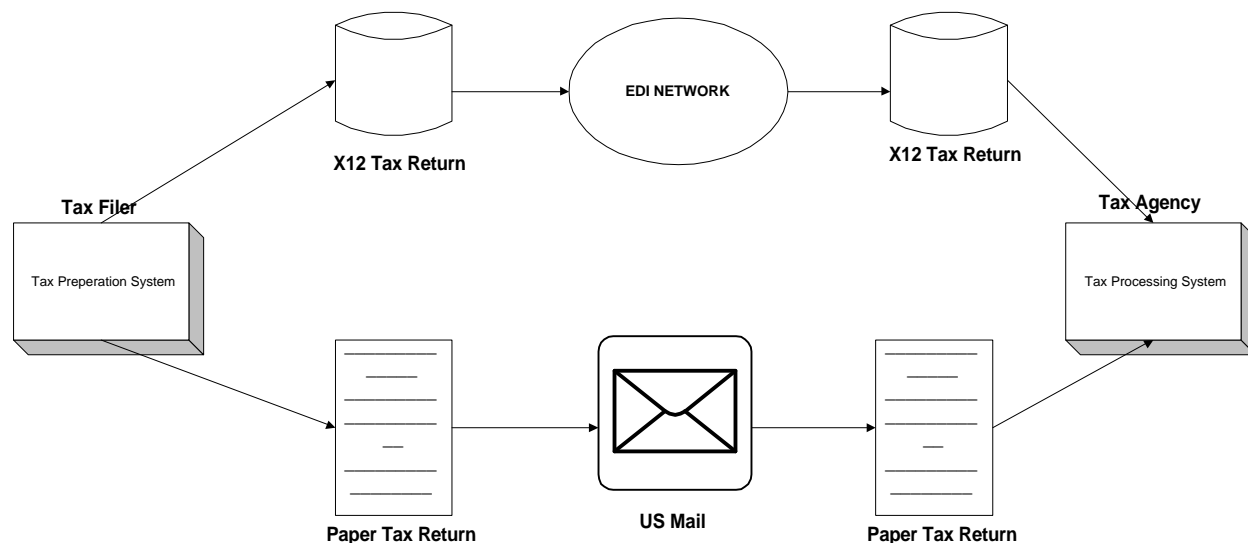 EDI NETWORK
X12 Tax Return
X12 Tax Return
Tax Filer
Tax Agency
Tax Preperation System
Tax Processing System
Paper Tax Return
US Mail
Paper Tax Return